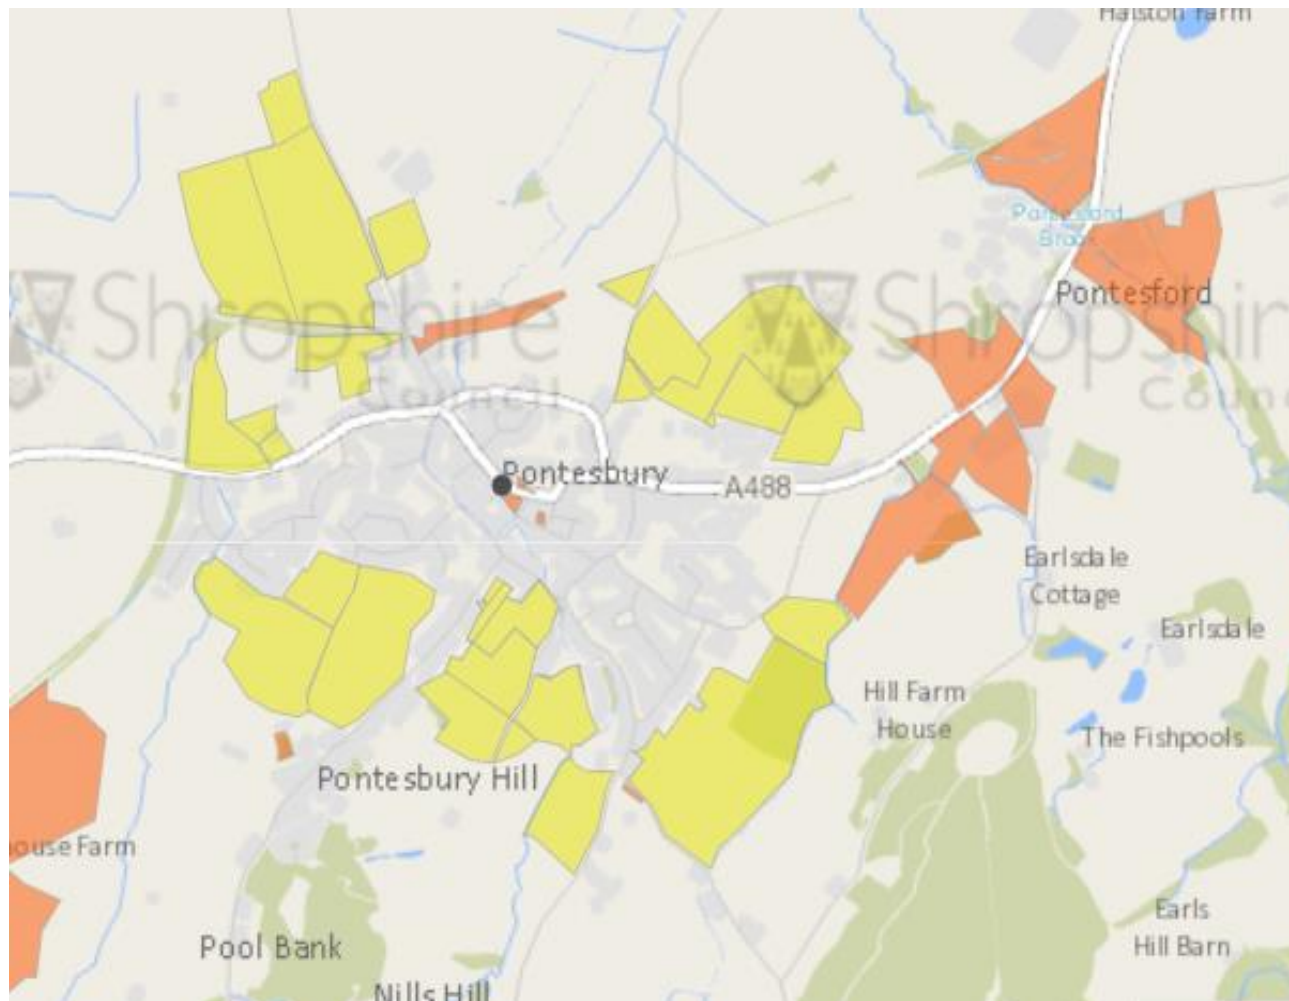 Halston Farm
Pontesford
Brook
Pontesford
Shropshire
Council
Shropshire
Council
Pontesbury
A488
Earlsdale
Cottage
Earlsdale
Hill Farm
House
The Fishpools
Pontesbury Hill
ouse Farm
Earls
Hill Barn
Pool Bank
Nills Hill